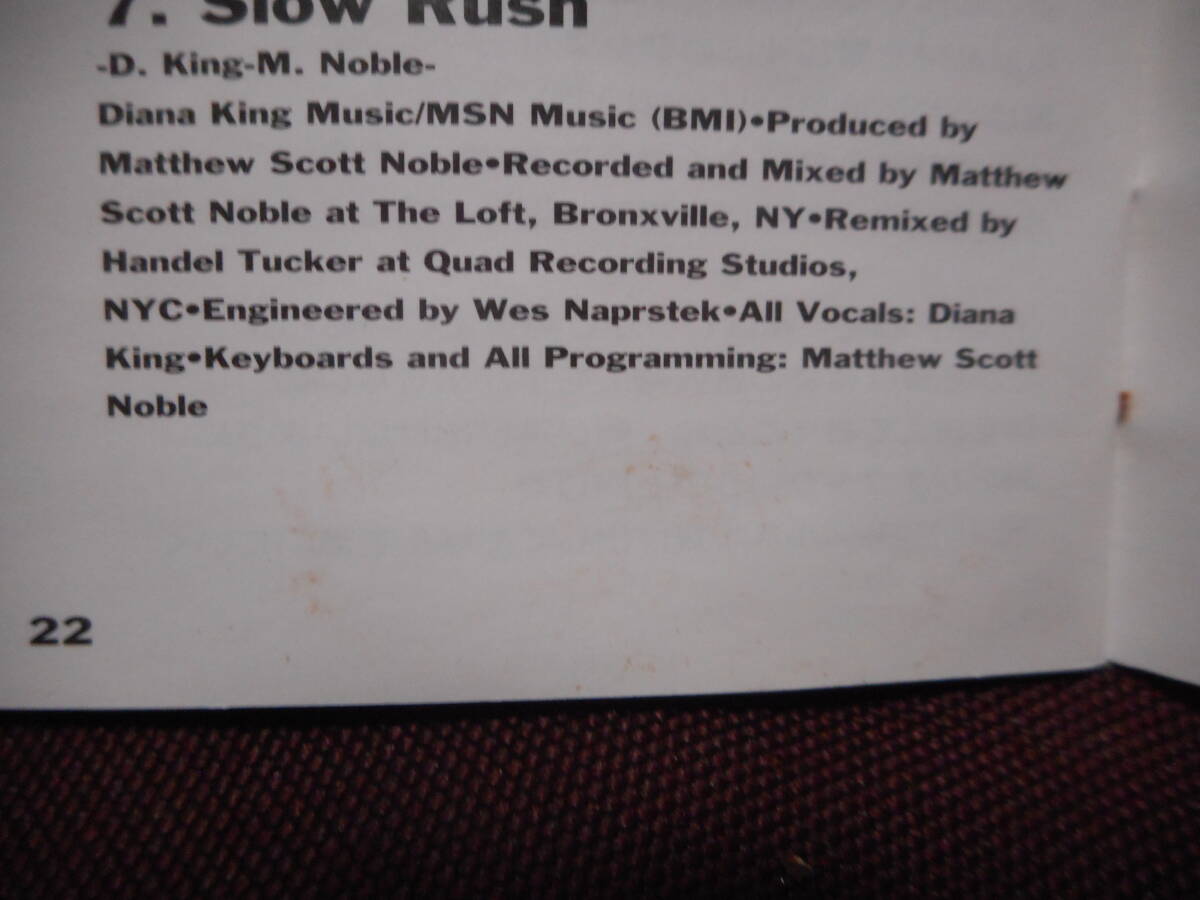 7. Slow Rush
-D. King-M. Noble-
Diana King Music/MSN Music (BMI)•Produced by
Matthew Scott Noble•Recorded and Mixed by Matthew
Scott Noble at The Loft, Bronxville, NY•Remixed by
Handel Tucker at Quad Recording Studios,
NYC•Engineered by Wes Naprstek•All Vocals: Diana
King•Keyboards and All Programming: Matthew Scott
Noble
22